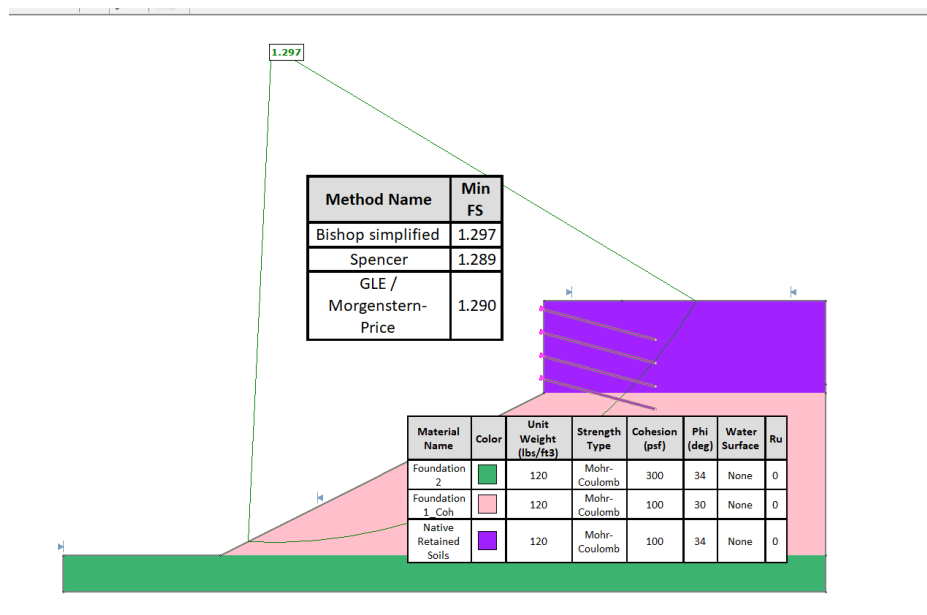 1.297
Method Name Min FS
Bishop simplified 1.297
Spencer 1.289
GLE / Morgenstern-Price 1.290
Material Name Color Unit Weight (lbs/ft3) Strength Type Cohesion (psf) Phi (deg) Water Surface Ru
Foundation 2 120 Mohr-Coulomb 300 34 None 0
Foundation 1_Coh 120 Mohr-Coulomb 100 30 None 0
Native Retained Soils 120 Mohr-Coulomb 100 34 None 0